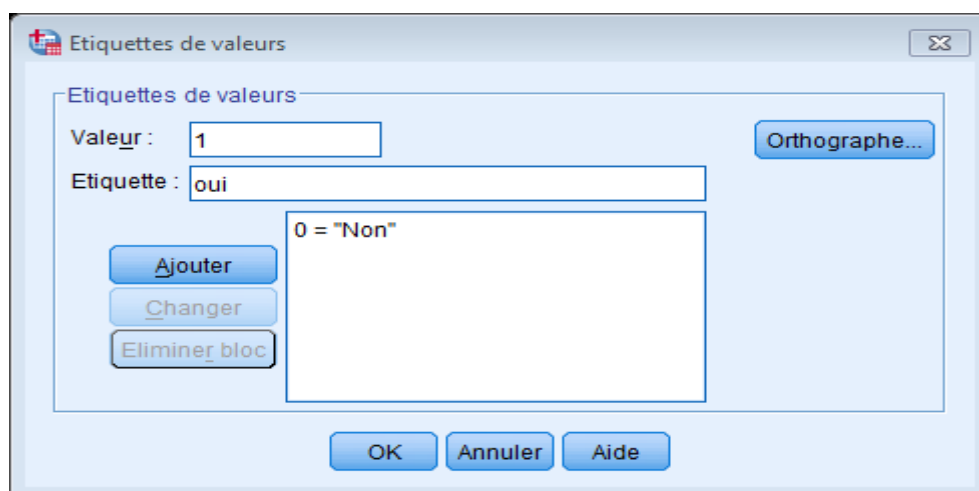 Etiquettes de valeurs
Etiquettes de valeurs
Valeur : 1
Orthographe...
Etiquette : oui
0 = "Non"
Ajouter
Changer
Eliminer bloc
OK Annuler Aide